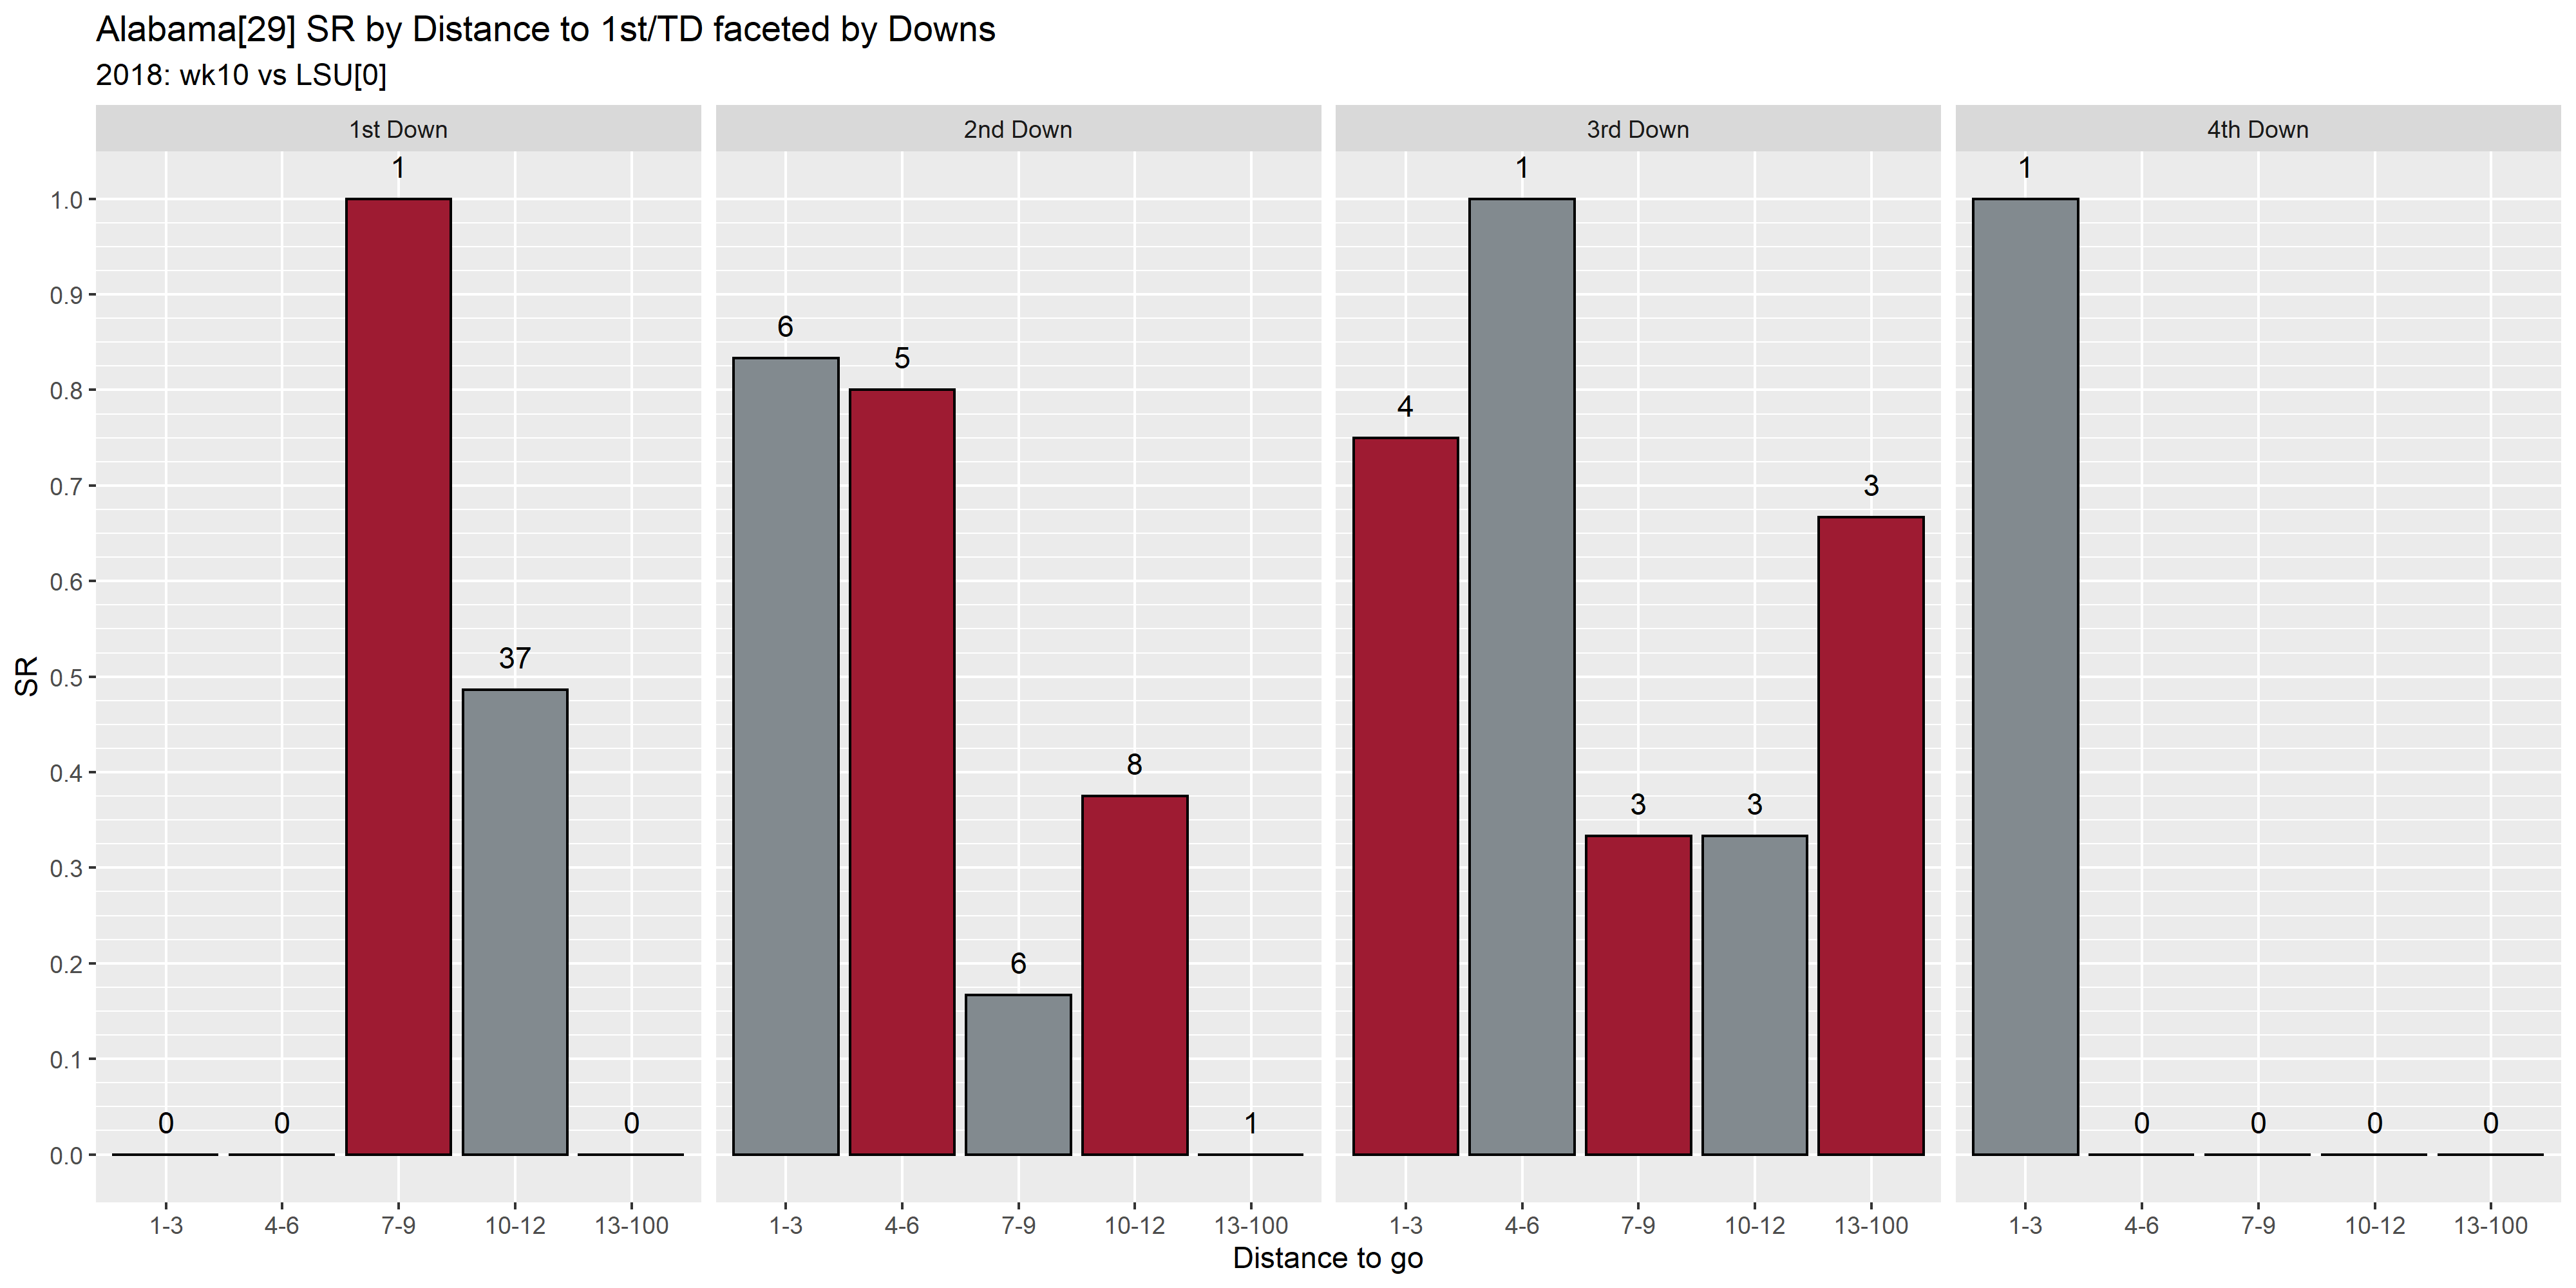 Alabama[29] SR by Distance to 1st/TD faceted by Downs
2018: wk10 vs LSU[0]
1st Down 2nd Down 3rd Down 4th Down
1 1 1
1.0
0.9
6
5
0.8
4
0.7
3
0.6
37
0.5
SR
8
0.4
3 3
0.3
6
0.2
0.1
0 0 0 1 0 0 0 0
0.0
1-3 4-6 7-9 10-12 13-100 1-3 4-6 7-9 10-12 13-100 1-3 4-6 7-9 10-12 13-100 1-3 4-6 7-9 10-12 13-100
Distance to go